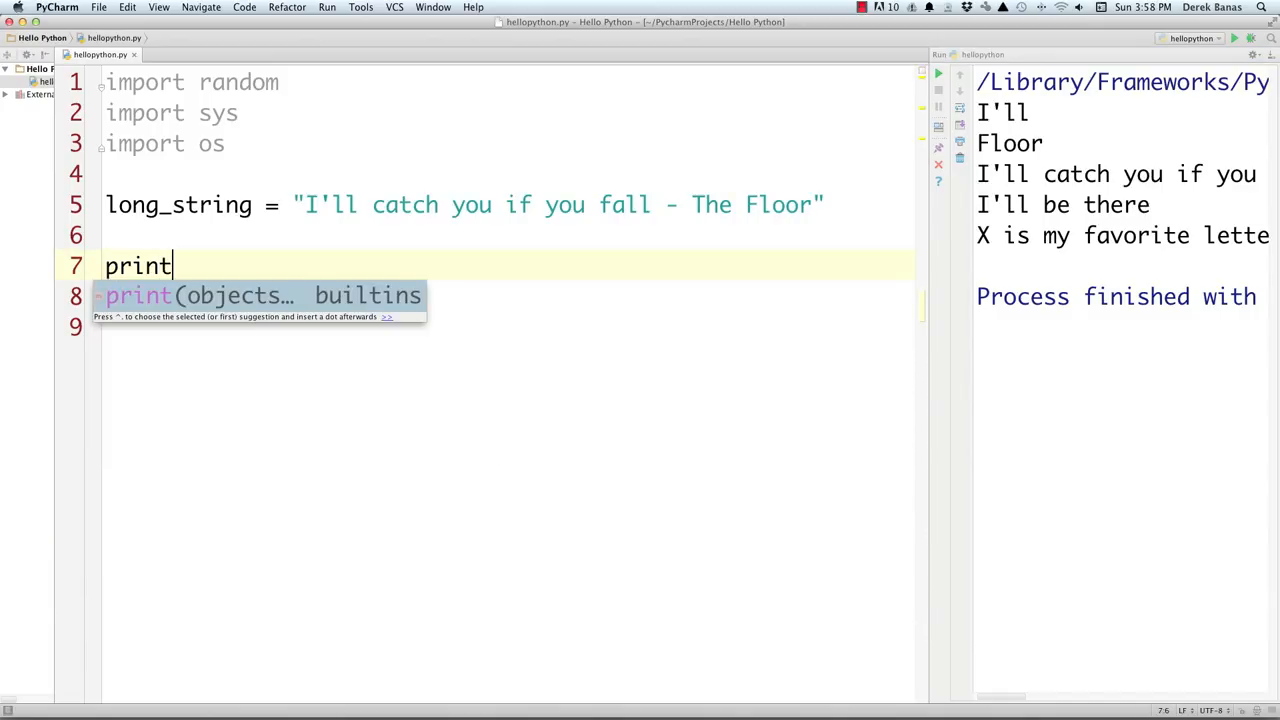 PyCharm File Edit View Navigate Code Refactor Run Tools VCS Window Help 10 Sun 3:58 PM Derek Banas
hellopython.py - Hello Python - [~/PycharmProjects/Hello Python]
Hello Python hellopython.py hellopython
hellopython.py Run hellopython
Hello P
hell
Extern
1 import random
2 import sys
3 import os
4
5 long_string = "I'll catch you if you fall - The Floor"
6
7 print
8 print(objects… builtins
Press ^. to choose the selected (or first) suggestion and insert a dot afterwards >>
9
/Library/Frameworks/Py
I'll
Floor
I'll catch you if you
I'll be there
X is my favorite lette
Process finished with
7:6 LF UTF-8